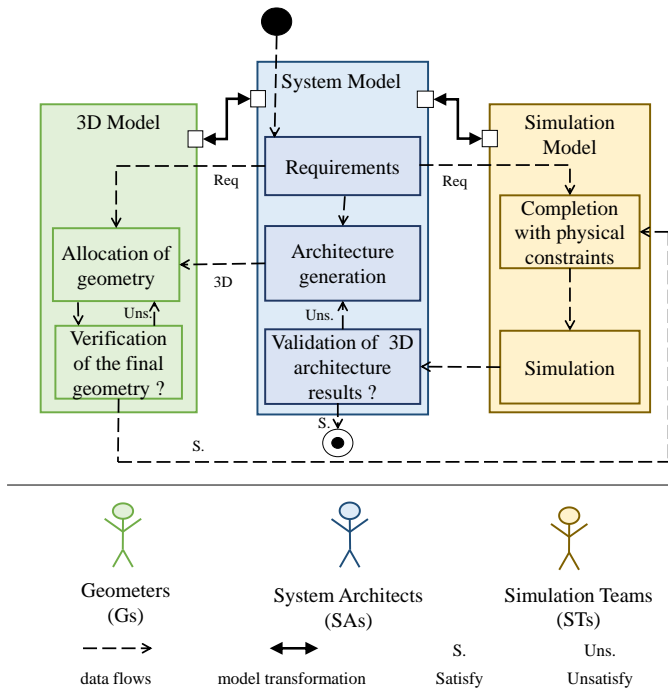 System Model
3D Model
Simulation
Model
Requirements
Req
Req
Completion
with physical
constraints
Allocation of
geometry
Architecture
generation
3D
Uns.
Uns.
Verification
of the final
geometry ?
Validation of 3D
architecture
results ?
Simulation
S.
S.
Geometers
(Gs)
System Architects
(SAs)
Simulation Teams
(STs)
S.
Uns.
data flows
model transformation
Satisfy
Unsatisfy